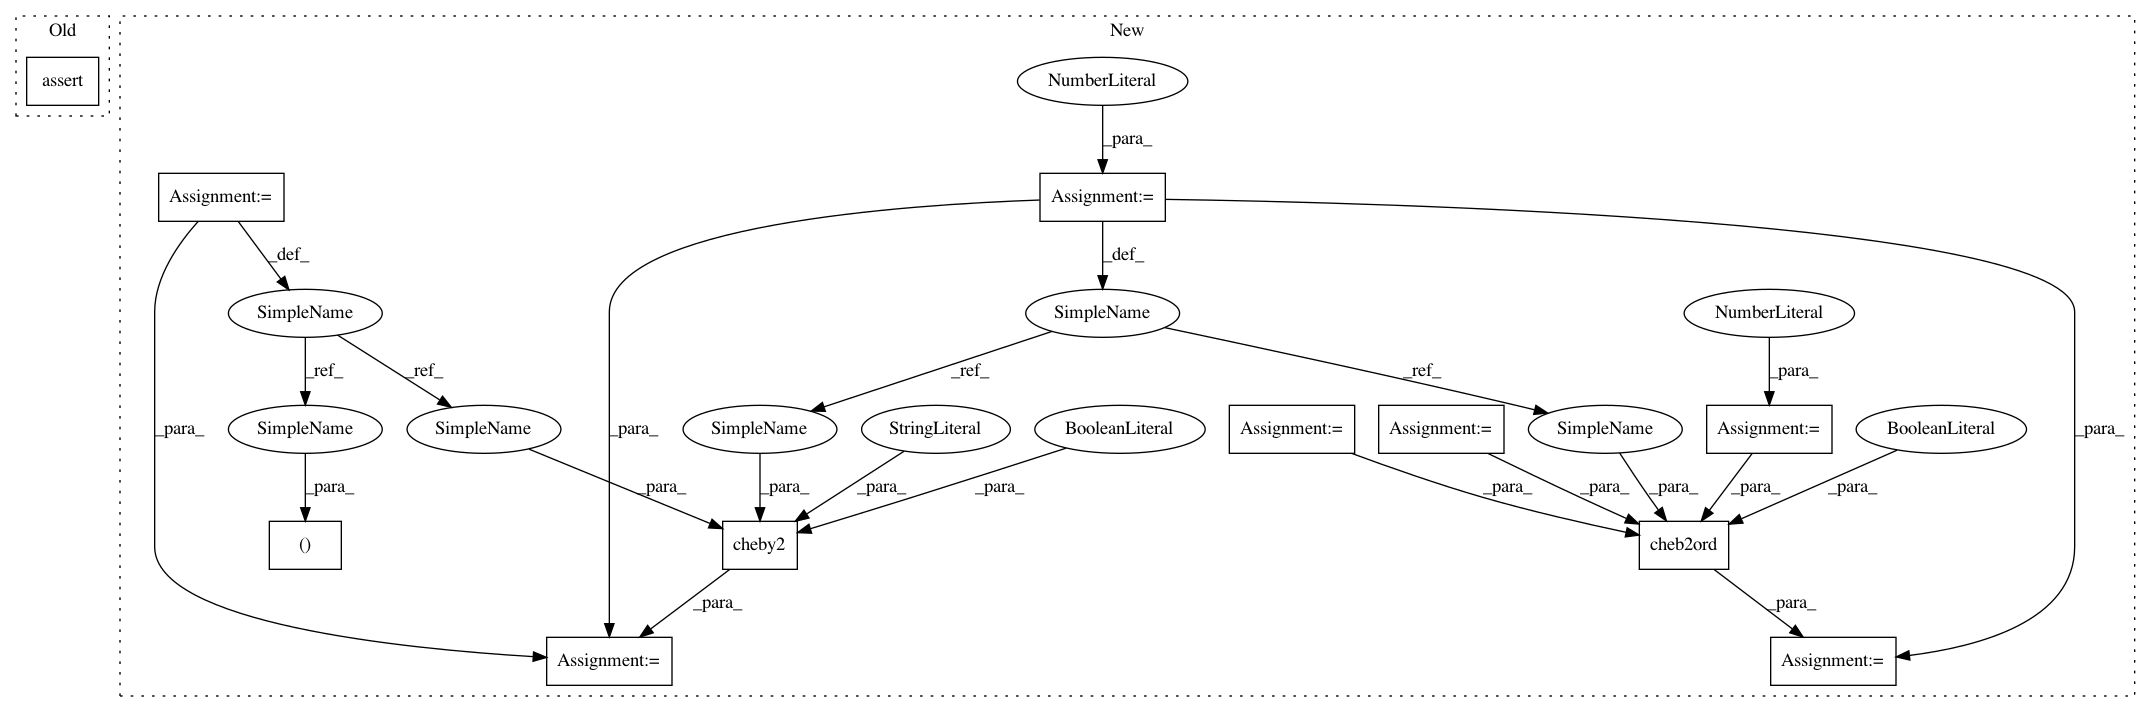 Old
New
assert
NumberLiteral
_para_
Assignment:=
Assignment:=
_def_
_def_
SimpleName
SimpleName
NumberLiteral
_ref_
_ref_
_ref_
_ref_
_para_
_para_
_para_
SimpleName
SimpleName
SimpleName
StringLiteral
BooleanLiteral
Assignment:=
Assignment:=
SimpleName
Assignment:=
BooleanLiteral
_para_
_para_
_para_
_para_
_para_
_para_
_para_
_para_
_para_
_para_
_para_
()
cheby2
cheb2ord
_para_
_para_
Assignment:=
Assignment:=